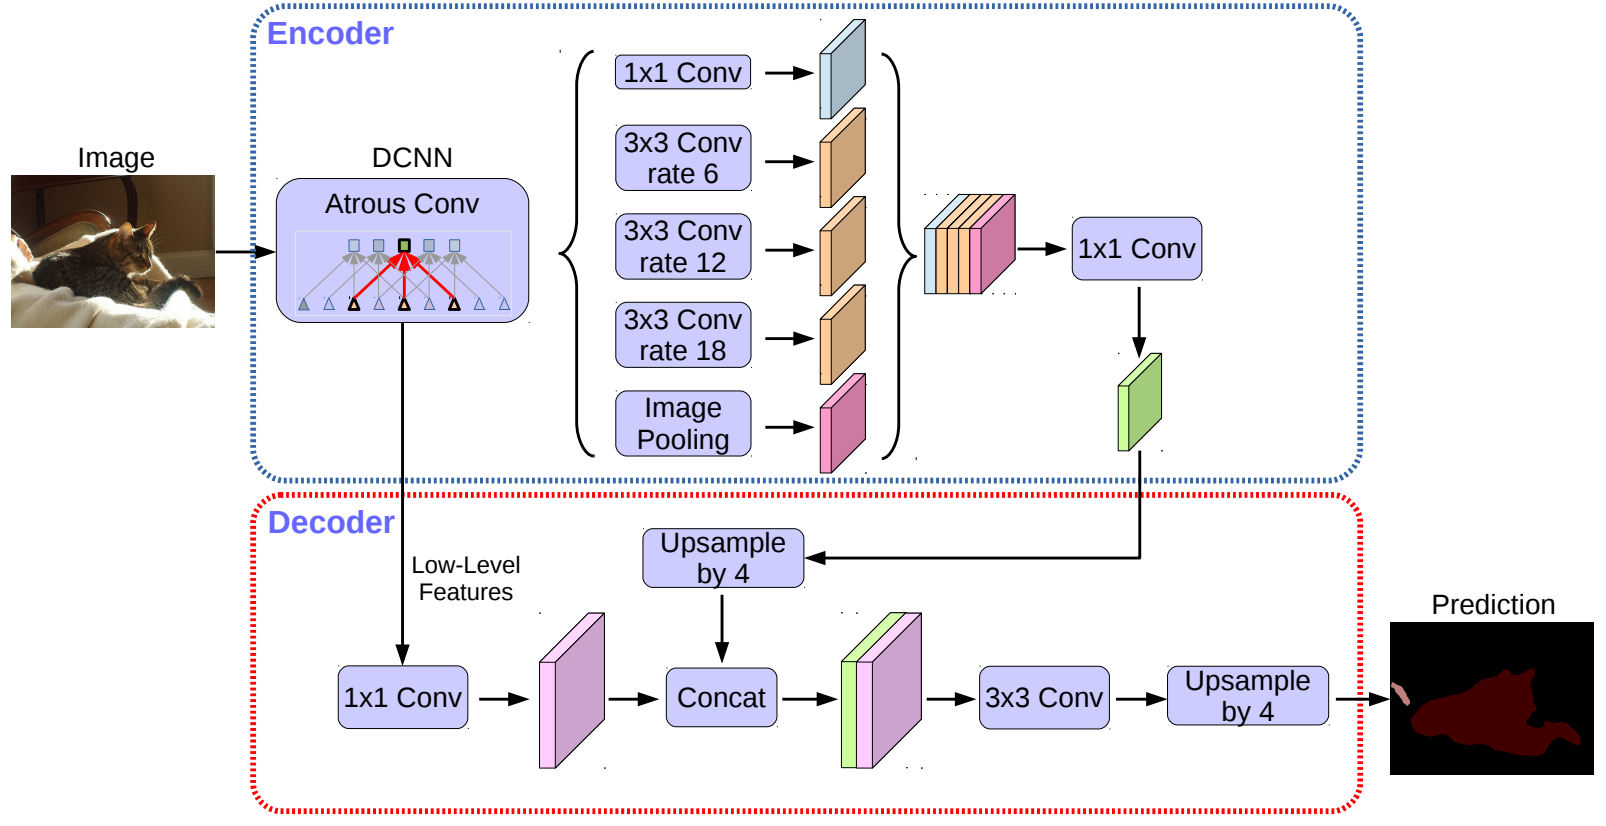 Encoder
Image
DCNN
Atrous Conv
1x1 Conv
3x3 Conv
rate 6
3x3 Conv
rate 12
3x3 Conv
rate 18
Image
Pooling
1x1 Conv
Decoder
Low-Level
Features
Upsample
by 4
1x1 Conv
Concat
3x3 Conv
Upsample
by 4
Prediction